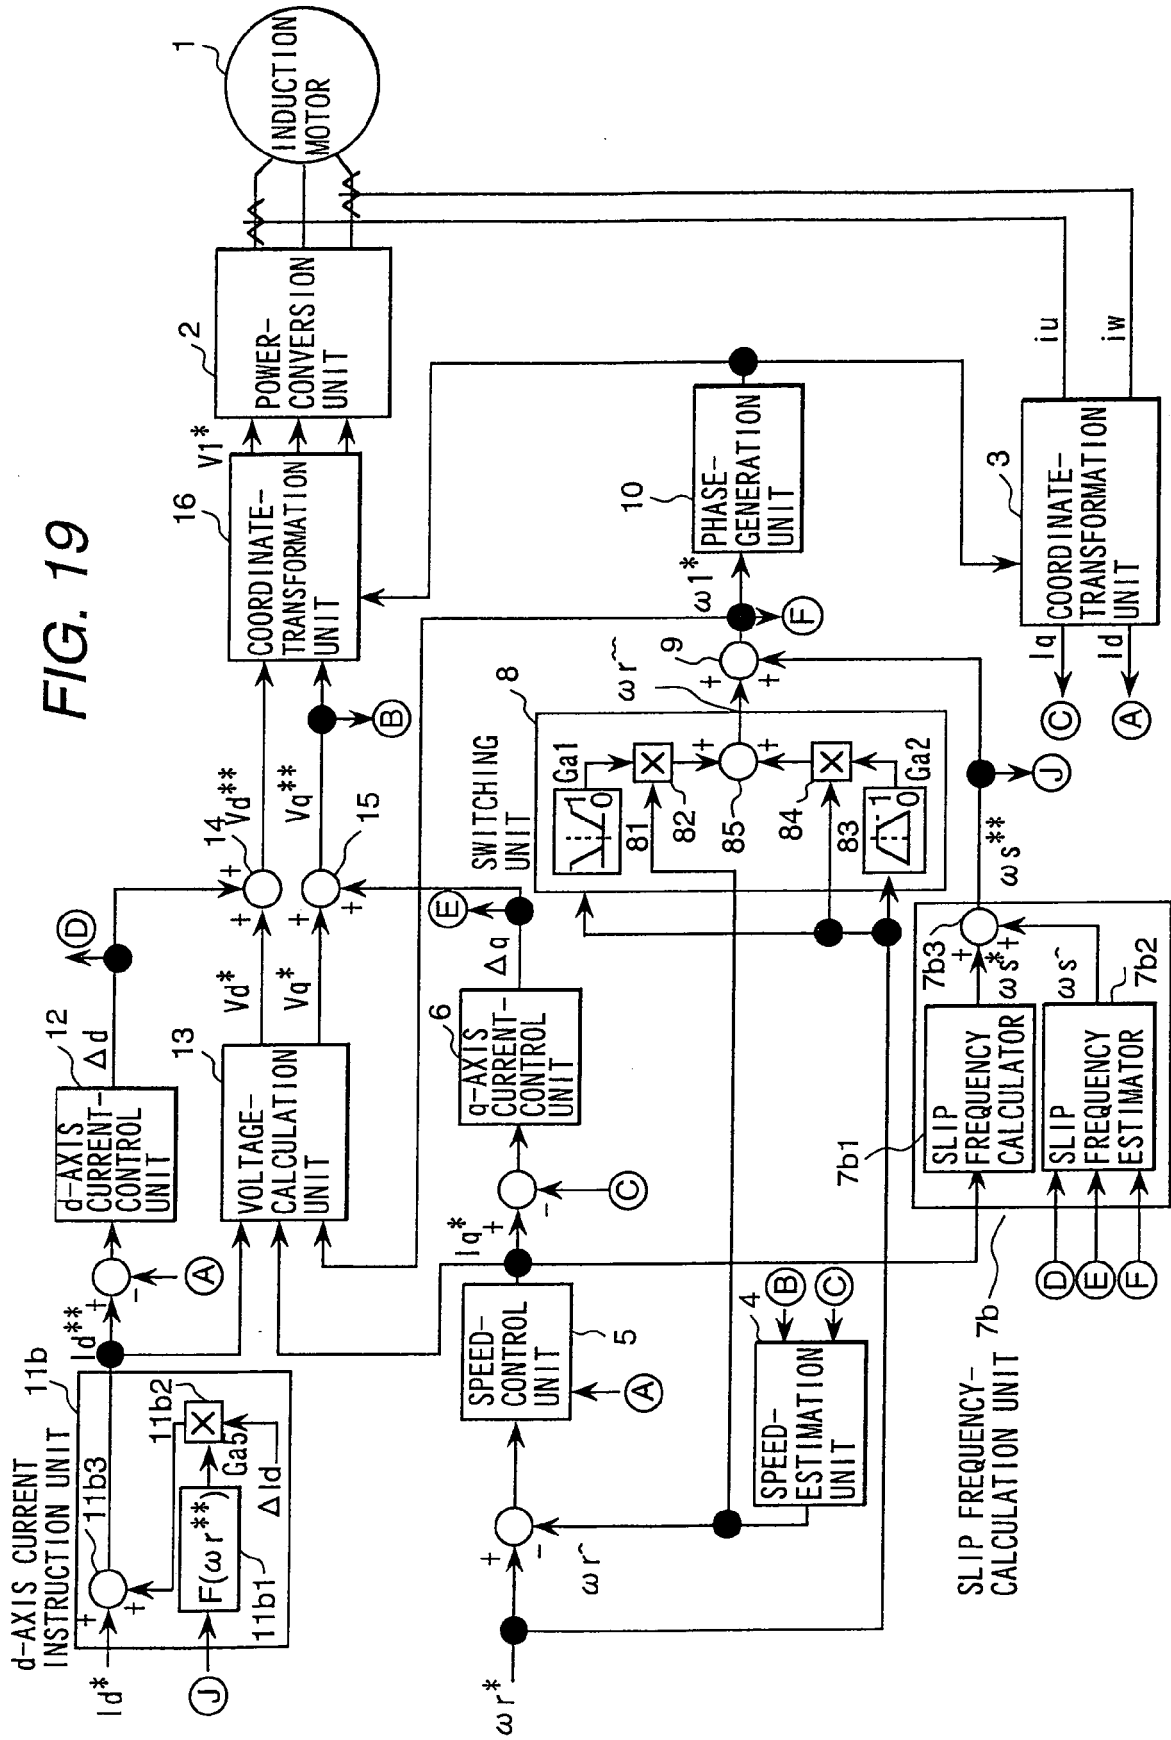 FIG. 19
d-AXIS CURRENT
INSTRUCTION UNIT
11b
Id*
11b3
+
+
11b2
Ga5
F(ωr**)
11b1
ΔId
J
Id**
+
-
A
d-AXIS
CURRENT-
CONTROL
UNIT
12
Δd
D
VOLTAGE-
CALCULATION
UNIT
13
Vd*
Vq*
14
+
+
Vd**
15
+
+
Vq**
B
COORDINATE-
TRANSFORMATION
UNIT
16
V1*
POWER-
CONVERSION
UNIT
2
INDUCTION
MOTOR
1
ωr*
+
-
ωr^
SPEED-
CONTROL
UNIT
5
A
Iq*
+
-
C
q-AXIS
CURRENT-
CONTROL
UNIT
6
Δq
E
SPEED-
ESTIMATION
UNIT
4
B
C
SWITCHING
UNIT
8
Ga1
1
0
81
82
+
+
85
84
83
Ga2
1
0
ωr^~
+
+
9
ω1*
F
PHASE-
GENERATION
UNIT
10
SLIP FREQUENCY-
CALCULATION UNIT
7b
7b1
SLIP
FREQUENCY
CALCULATOR
SLIP
FREQUENCY
ESTIMATOR
7b2
D
E
F
7b3
+
+
ωs*
ωs^
ωs**
J
COORDINATE-
TRANSFORMATION
UNIT
3
Iq
Id
C
A
iu
iw